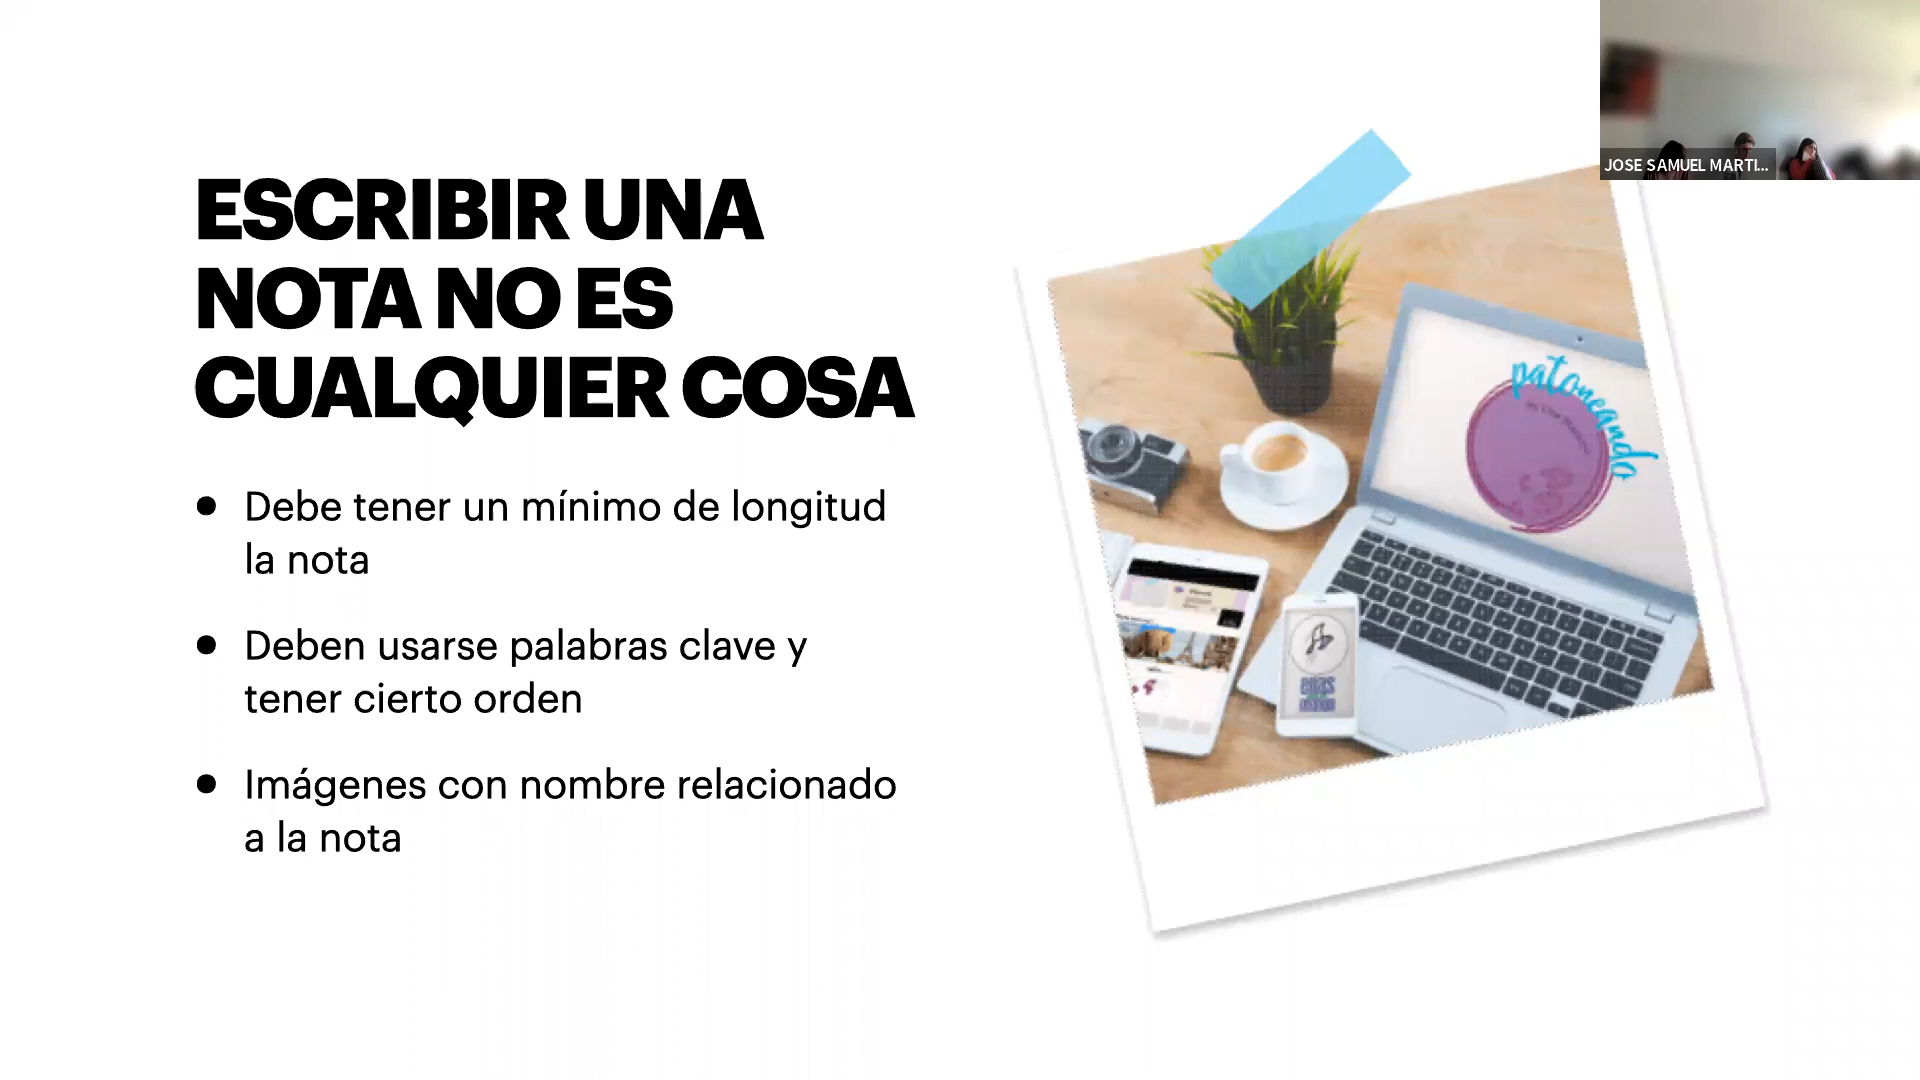 JOSE SAMUEL MARTI...
ESCRIBIR UNA
NOTA NO ES
CUALQUIER COSA
patoneando
• Debe tener un mínimo de longitud
la nota
• Deben usarse palabras clave y
tener cierto orden
ellas
• Imágenes con nombre relacionado
a la nota